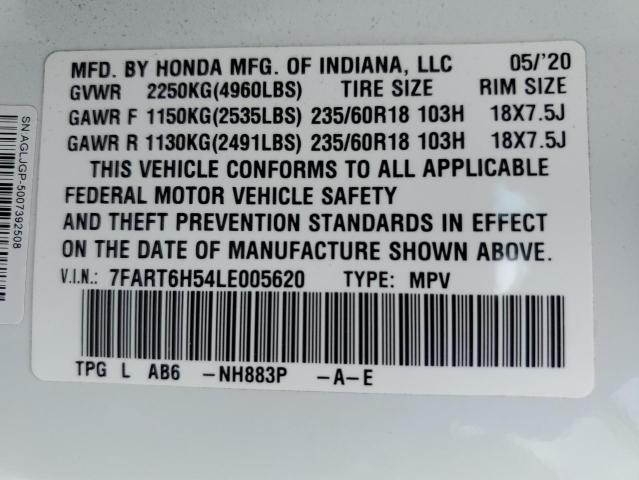 MFD. BY HONDA MFG. OF INDIANA, LLC 05/'20
GVWR 2250KG(4960LBS) TIRE SIZE RIM SIZE
GAWR F 1150KG(2535LBS) 235/60R18 103H 18X7.5J
GAWR R 1130KG(2491LBS) 235/60R18 103H 18X7.5J
THIS VEHICLE CONFORMS TO ALL APPLICABLE
FEDERAL MOTOR VEHICLE SAFETY
AND THEFT PREVENTION STANDARDS IN EFFECT
ON THE DATE OF MANUFACTURE SHOWN ABOVE.
V.I.N.: 7FART6H54LE005620 TYPE: MPV
TPG L AB6 -NH883P -A-E
SN AGLJGP-5007392508